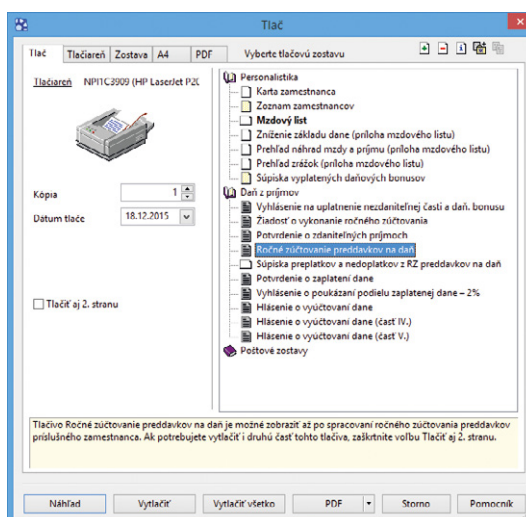 Tlač
Tlač Tlačiareň Zostava A4 PDF Vyberte tlačovú zostavu
Tlačiareň NPI1C3909 (HP LaserJet P2(
Kópia 1
Dátum tlače 18.12.2015
Tlačiť aj 2. stranu
Personalistika
Karta zamestnanca
Zoznam zamestnancov
Mzdový list
Zníženie základu dane (príloha mzdového listu)
Prehľad náhrad mzdy a príjmu (príloha mzdového listu)
Prehľad zrážok (príloha mzdového listu)
Súpiska vyplatených daňových bonusov
Daň z príjmov
Vyhlásenie na uplatnenie nezdaniteľnej časti a daň. bonusu
Žiadosť o vykonanie ročného zúčtovania
Potvrdenie o zdaniteľných príjmoch
Ročné zúčtovanie preddavkov na daň
Súpiska preplatkov a nedoplatkov z RZ preddavkov na daň
Potvrdenie o zaplatení dane
Vyhlásenie o poukázaní podielu zaplatenej dane – 2%
Hlásenie o vyúčtovaní dane
Hlásenie o vyúčtovaní dane (časť IV.)
Hlásenie o vyúčtovaní dane (časť V.)
Poštové zostavy
Tlačivo Ročné zúčtovanie preddavkov na daň je možné zobraziť až po spracovaní ročného zúčtovania preddavkov
príslušného zamestnanca. Ak potrebujete vytlačiť i druhú časť tohto tlačiva, zaškrtnite voľbu Tlačiť aj 2. stranu.
Náhľad Vytlačiť Vytlačiť všetko PDF Storno Pomocník